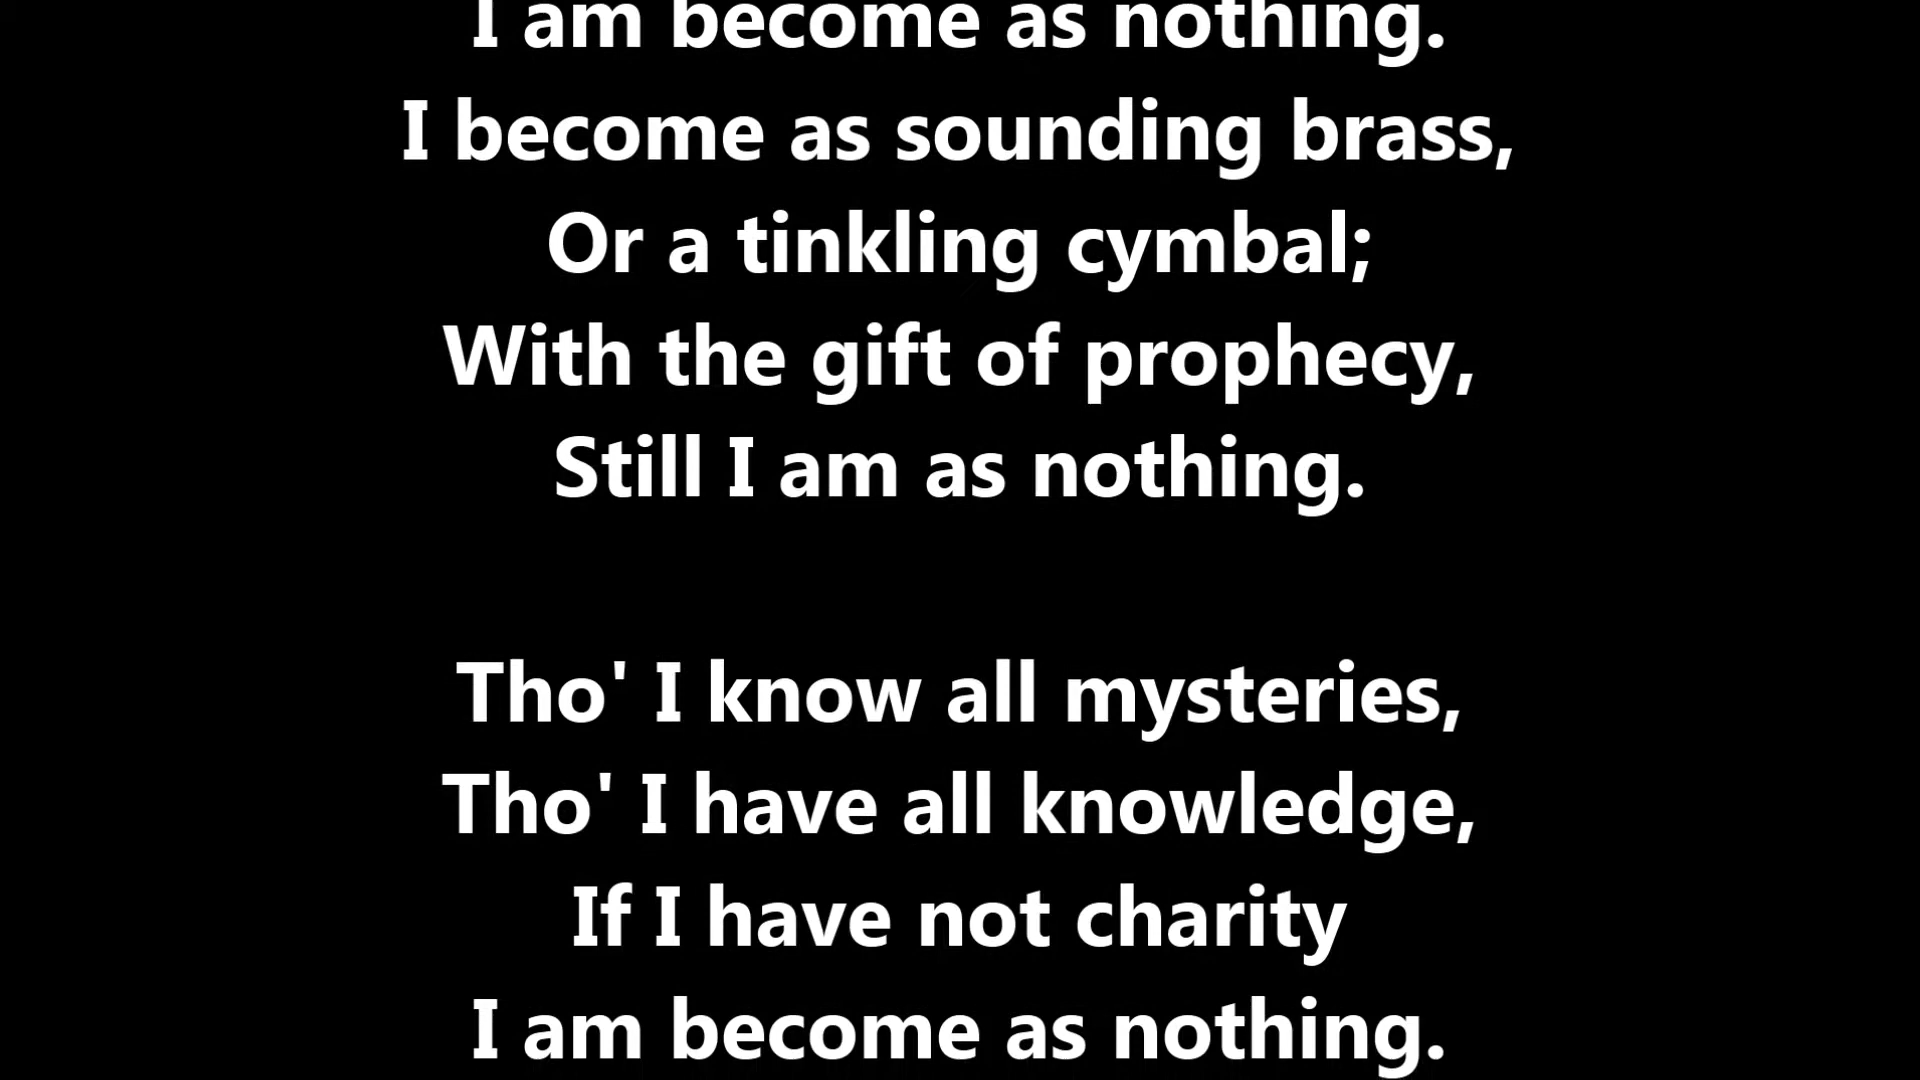 I am become as nothing.
I become as sounding brass,
Or a tinkling cymbal;
With the gift of prophecy,
Still I am as nothing.
Tho' I know all mysteries,
Tho' I have all knowledge,
If I have not charity
I am become as nothing.